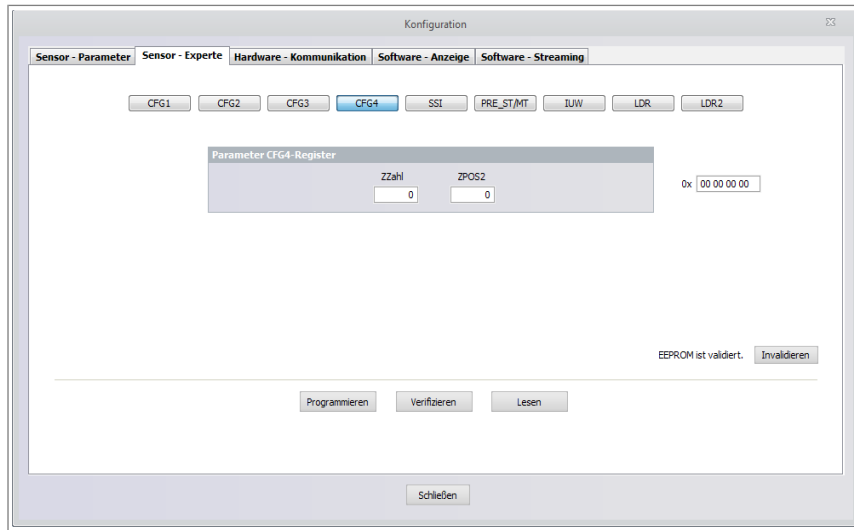 Konfiguration
Sensor - Parameter Sensor - Experte Hardware - Kommunikation Software - Anzeige Software - Streaming
CFG1 CFG2 CFG3 CFG4 SSI PRE_ST/MT IUW LDR LDR2
Parameter CFG4-Register
ZZahl ZPOS2
0 0 0x 00 00 00 00
EEPROM ist validiert. Invalidieren
Programmieren Verifizieren Lesen
Schließen